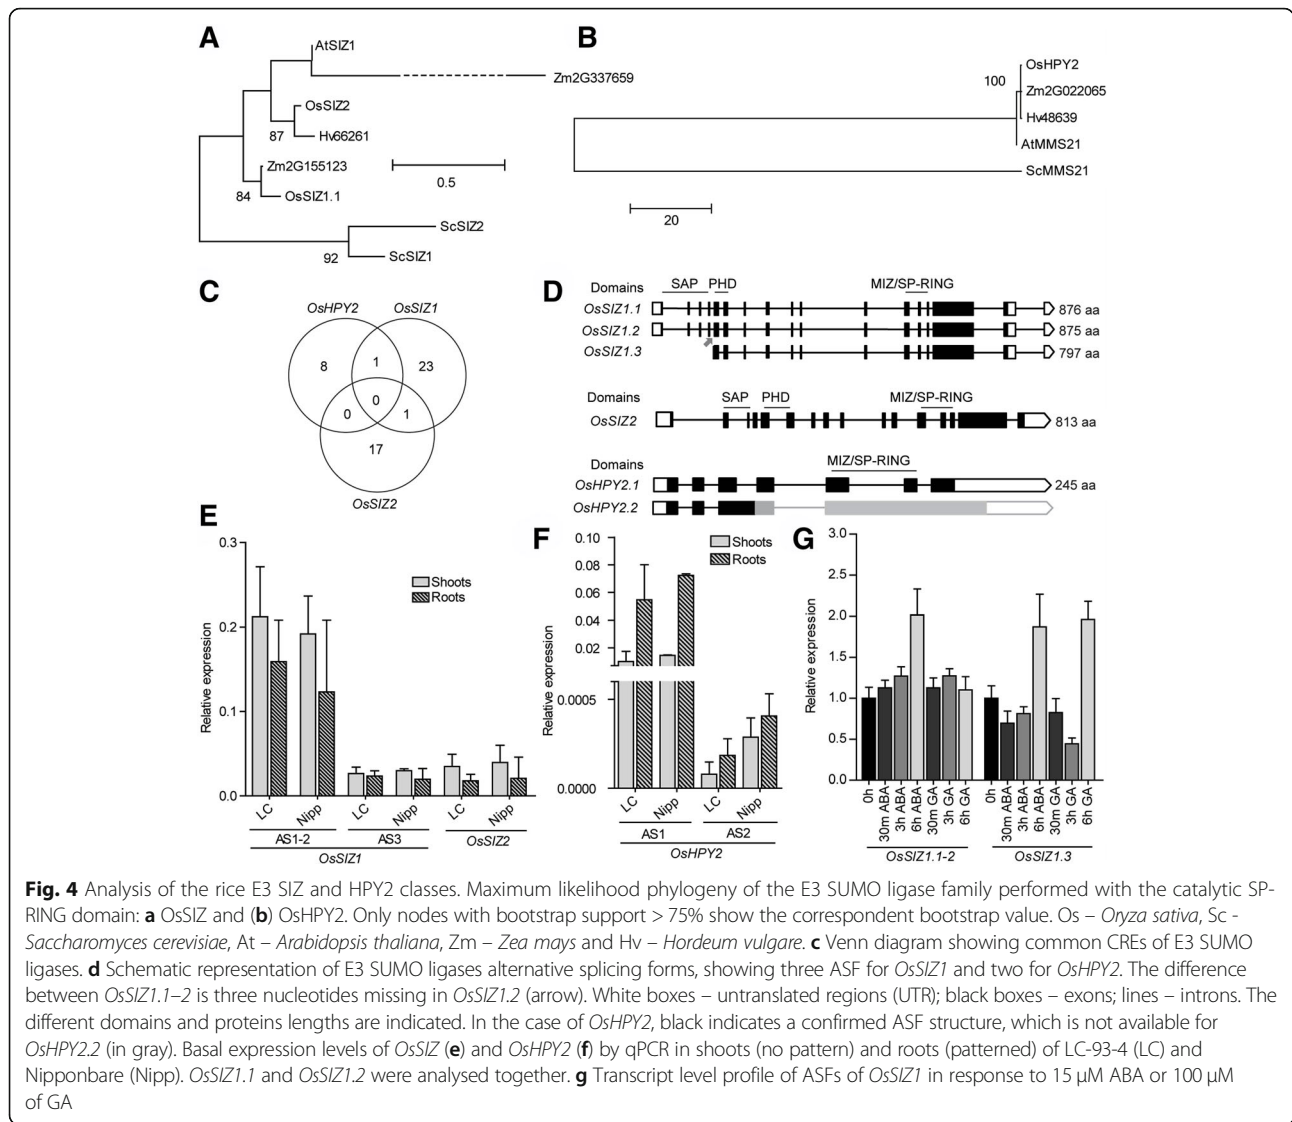 A
AtSIZ1
Zm2G337659
OsSIZ2
87
Hv66261
Zm2G155123
84
OsSIZ1.1
0.5
ScSIZ2
92
ScSIZ1
B
OsHPY2
100
Zm2G022065
Hv48639
AtMMS21
ScMMS21
20
C
OsHPY2
OsSIZ1
8
1
23
0
0
1
17
OsSIZ2
D
Domains
SAP
PHD
MIZ/SP-RING
OsSIZ1.1
876 aa
OsSIZ1.2
875 aa
OsSIZ1.3
797 aa
Domains
SAP
PHD
MIZ/SP-RING
OsSIZ2
813 aa
Domains
MIZ/SP-RING
OsHPY2.1
245 aa
OsHPY2.2
E
Relative expression
0.3
0.2
0.1
0.0
Shoots
Roots
LC
Nipp
LC
Nipp
LC
Nipp
AS1-2
AS3
OsSIZ2
OsSIZ1
F
Relative expression
0.10
0.08
0.06
0.04
0.02
0.0005
0.0000
Shoots
Roots
LC
Nipp
LC
Nipp
AS1
AS2
OsHPY2
G
Relative expression
3.0
2.5
2.0
1.5
1.0
0.5
0.0
0h
30m ABA
3h ABA
6h ABA
30m GA
3h GA
6h GA
0h
30m ABA
3h ABA
6h ABA
30m GA
3h GA
6h GA
OsSIZ1.1-2
OsSIZ1.3
Fig. 4 Analysis of the rice E3 SIZ and HPY2 classes. Maximum likelihood phylogeny of the E3 SUMO ligase family performed with the catalytic SP-
RING domain: a OsSIZ and (b) OsHPY2. Only nodes with bootstrap support > 75% show the correspondent bootstrap value. Os – Oryza sativa, Sc -
Saccharomyces cerevisiae, At – Arabidopsis thaliana, Zm – Zea mays and Hv – Hordeum vulgare. c Venn diagram showing common CREs of E3 SUMO
ligases. d Schematic representation of E3 SUMO ligases alternative splicing forms, showing three ASF for OsSIZ1 and two for OsHPY2. The difference
between OsSIZ1.1–2 is three nucleotides missing in OsSIZ1.2 (arrow). White boxes – untranslated regions (UTR); black boxes – exons; lines – introns. The
different domains and proteins lengths are indicated. In the case of OsHPY2, black indicates a confirmed ASF structure, which is not available for
OsHPY2.2 (in gray). Basal expression levels of OsSIZ (e) and OsHPY2 (f) by qPCR in shoots (no pattern) and roots (patterned) of LC-93-4 (LC) and
Nipponbare (Nipp). OsSIZ1.1 and OsSIZ1.2 were analysed together. g Transcript level profile of ASFs of OsSIZ1 in response to 15 μM ABA or 100 μM
of GA